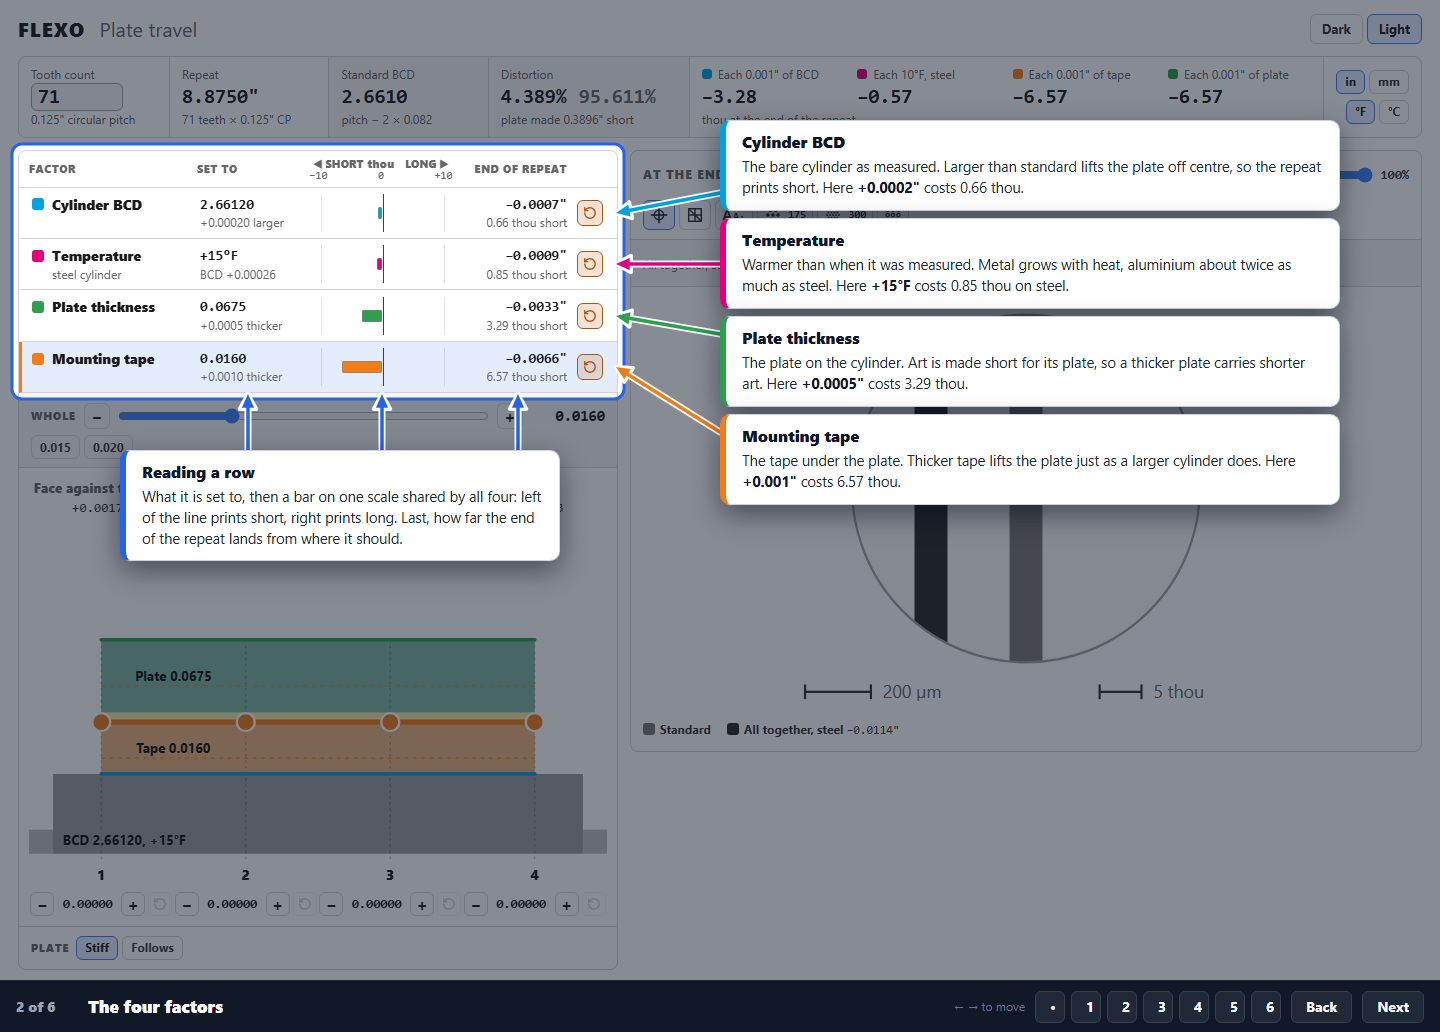 FLEXO Plate travel
Dark Light
Tooth count
71
0.125" circular pitch
Repeat
8.8750"
71 teeth × 0.125" CP
Standard BCD
2.6610
pitch − 2 × 0.082
Distortion
4.389% 95.611%
plate made 0.3896" short
Each 0.001" of BCD
−3.28
Each 10°F, steel
−0.57
Each 0.001" of tape
−6.57
Each 0.001" of plate
−6.57
thou at the end of the repeat
in mm
°F °C
FACTOR SET TO ◀ SHORT thou LONG ▶ END OF REPEAT
−10 0 +10
Cylinder BCD 2.66120 −0.0007"
+0.00020 larger 0.66 thou short
Temperature +15°F −0.0009"
steel cylinder BCD +0.00026 0.85 thou short
Plate thickness 0.0675 −0.0033"
+0.0005 thicker 3.29 thou short
Mounting tape 0.0160 −0.0066"
+0.0010 thicker 6.57 thou short
WHOLE − + 0.0160
0.015 0.020
Face against
+0.0017
Reading a row
What it is set to, then a bar on one scale shared by all four: left
of the line prints short, right prints long. Last, how far the end
of the repeat lands from where it should.
Plate 0.0675
Tape 0.0160
BCD 2.66120, +15°F
1 2 3 4
− 0.00000 + − 0.00000 + − 0.00000 + − 0.00000 +
PLATE Stiff Follows
AT THE END
100%
175 300
Cylinder BCD
The bare cylinder as measured. Larger than standard lifts the plate off centre, so the repeat
prints short. Here +0.0002" costs 0.66 thou.
Temperature
Warmer than when it was measured. Metal grows with heat, aluminium about twice as
much as steel. Here +15°F costs 0.85 thou on steel.
Plate thickness
The plate on the cylinder. Art is made short for its plate, so a thicker plate carries shorter
art. Here +0.0005" costs 3.29 thou.
Mounting tape
The tape under the plate. Thicker tape lifts the plate just as a larger cylinder does. Here
+0.001" costs 6.57 thou.
200 µm 5 thou
Standard All together, steel −0.0114"
2 of 6 The four factors
← → to move • 1 2 3 4 5 6 Back Next